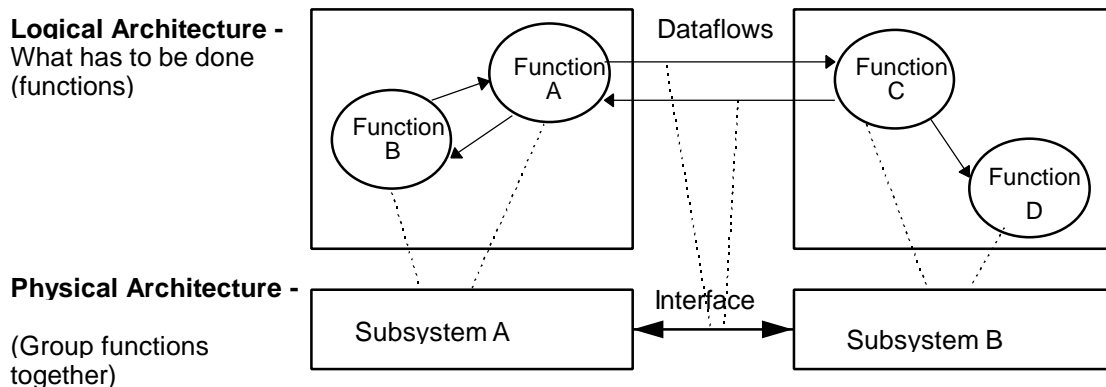 Logical Architecture -
What has to be done
(functions)
Dataflows
Function
A
Function
B
Function
C
Function
D
Physical Architecture -
(Group functions
together)
Interface
Subsystem A
Subsystem B